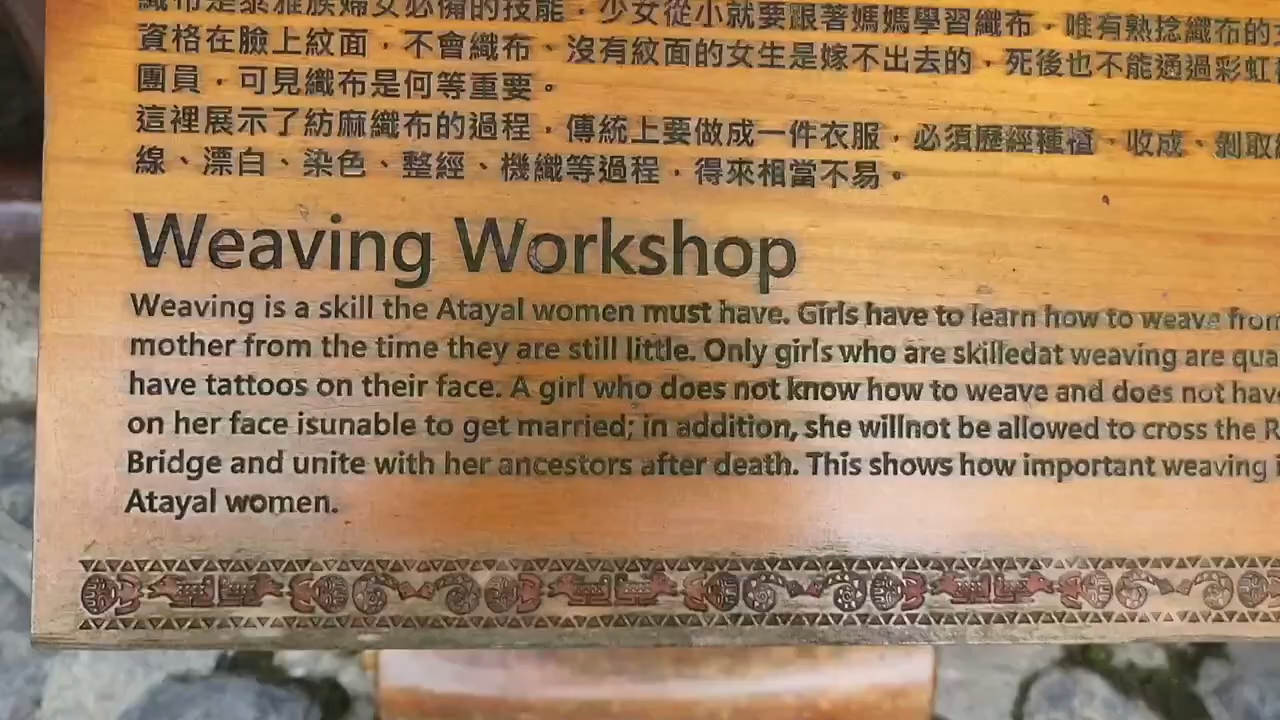 織布是泰雅族婦女必備的技能，少女從小就要跟著媽媽學習織布，唯有熟捻織布的
資格在臉上紋面，不會織布、沒有紋面的女生是嫁不出去的，死後也不能通過彩虹
團員，可見織布是何等重要。
這裡展示了紡麻織布的過程，傳統上要做成一件衣服，必須歷經種植、收成、剝取
線、漂白、染色、整經、機織等過程，得來相當不易。
Weaving Workshop
Weaving is a skill the Atayal women must have. Girls have to learn how to weave from
mother from the time they are still little. Only girls who are skilledat weaving are qua
have tattoos on their face. A girl who does not know how to weave and does not have
on her face isunable to get married; in addition, she willnot be allowed to cross the R
Bridge and unite with her ancestors after death. This shows how important weaving i
Atayal women.